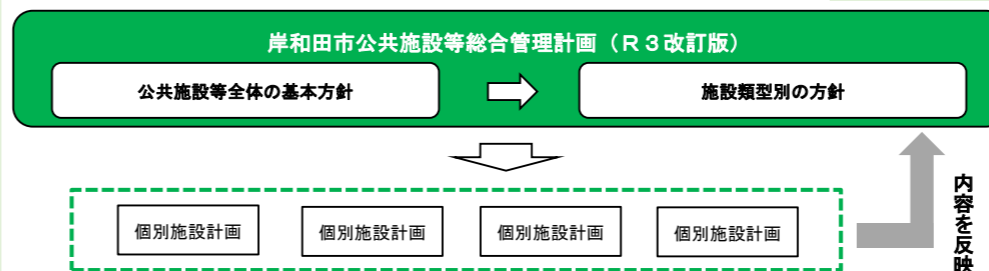 岸和田市公共施設等総合管理計画（Ｒ３改訂版）
公共施設等全体の基本方針
施設類型別の方針
個別施設計画
個別施設計画
個別施設計画
個別施設計画
内容を反映